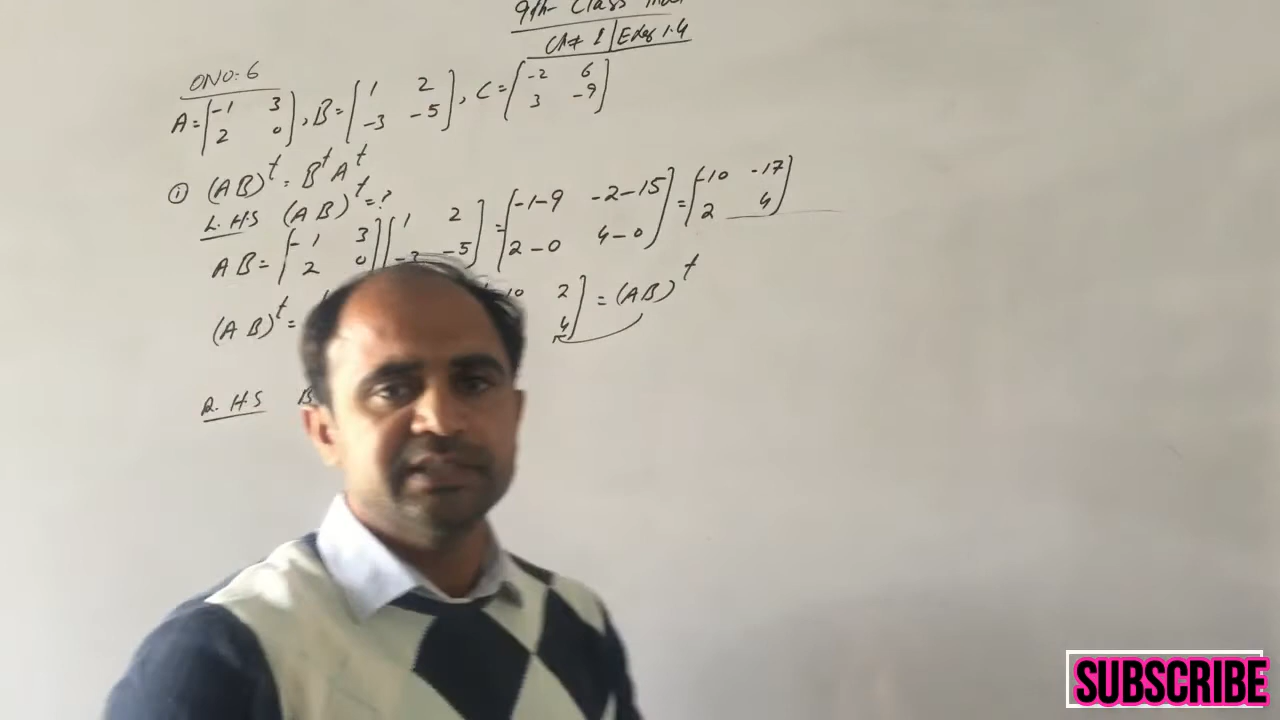 9th Class
Ch# 1 | Exer 1.4
QNO: 6
A = [-1 3 2 0], B = [1 2 -3 -5], C = [-2 6 3 -9]
① (AB)ᵗ = BᵗAᵗ
L.H.S (AB)ᵗ = ?
AB = [-1 3 2 0] [1 2 -3 -5] = [-1-9 -2-15 2-0 4-0] = [-10 -17 2 4]
(AB)ᵗ = 2 4] = (AB)ᵗ
R.H.S B
SUBSCRIBE